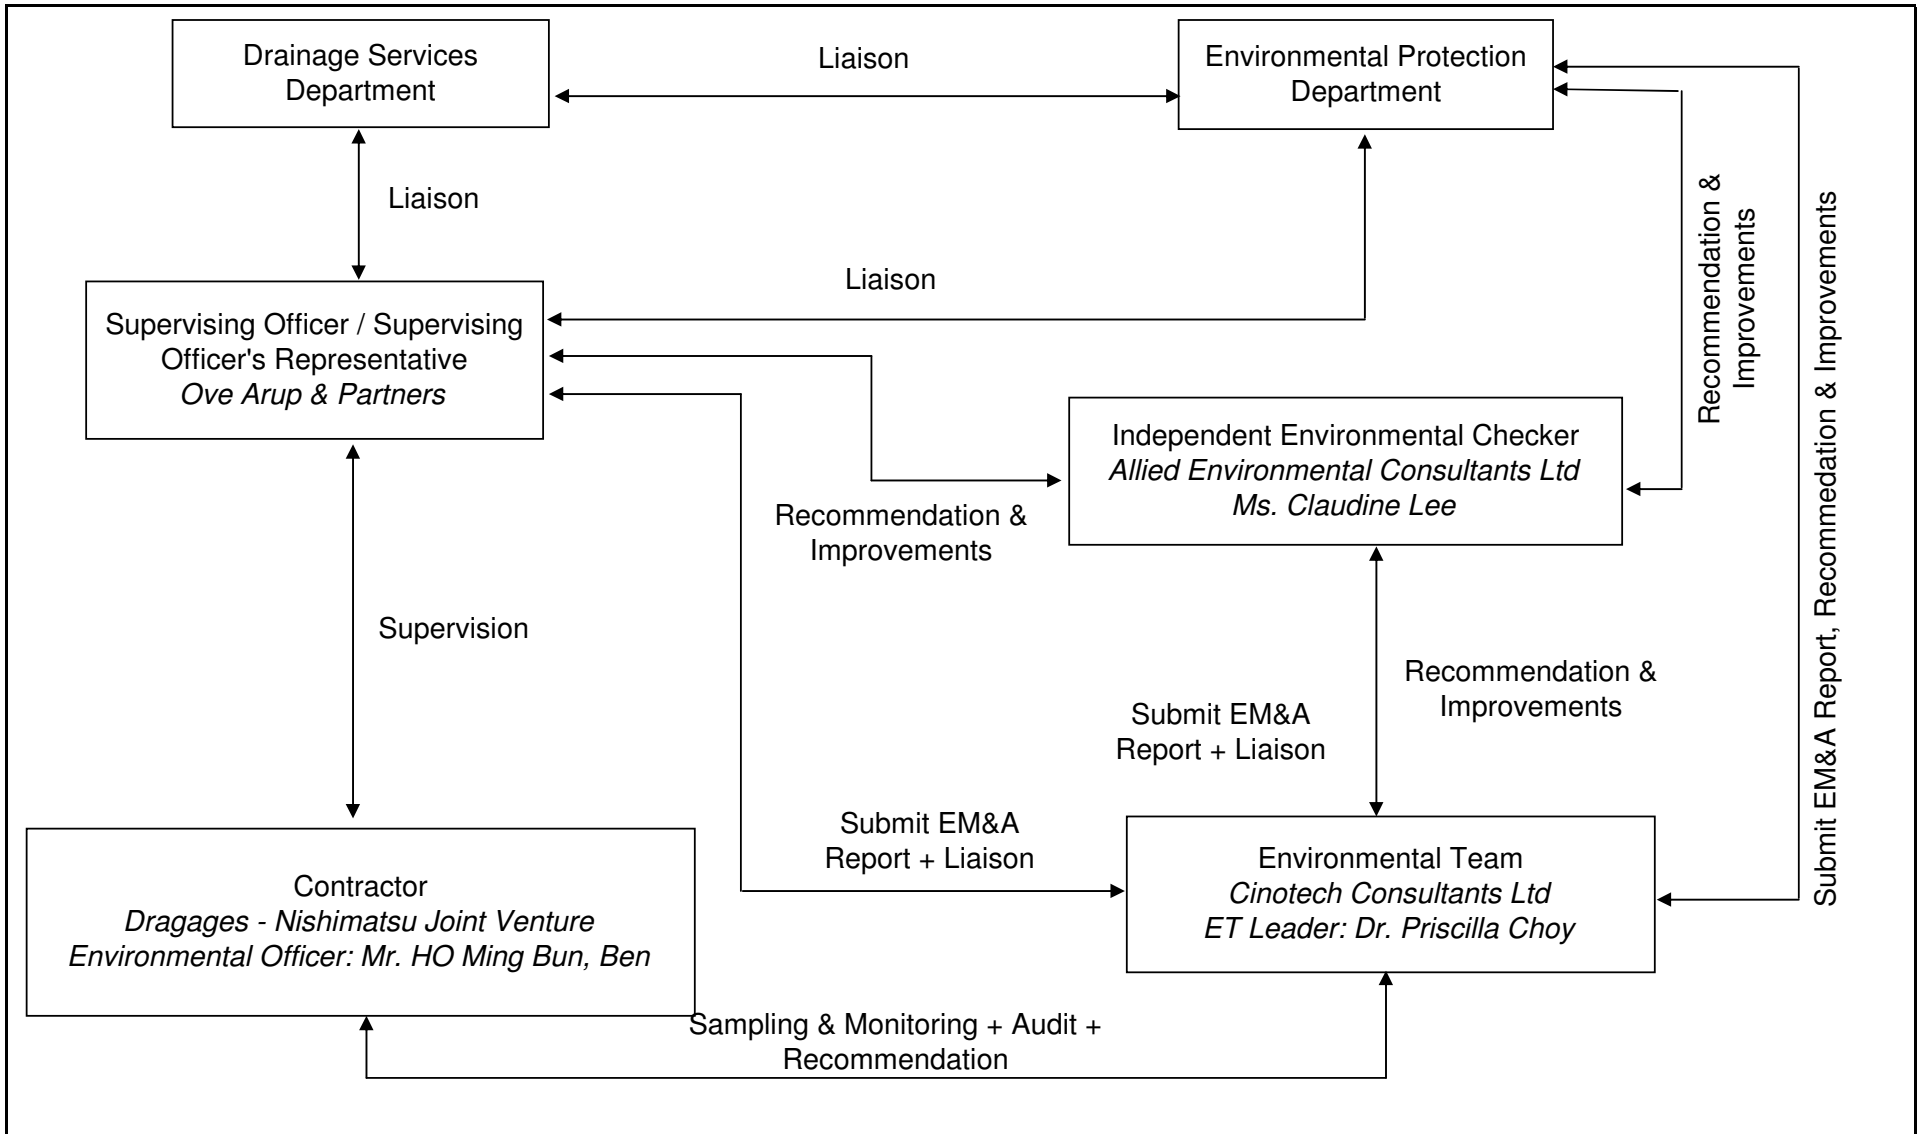 Drainage Services
Department
Liaison
Environmental Protection
Department
Liaison
Liaison
Supervising Officer / Supervising
Officer's Representative
Ove Arup & Partners
Recommendation &
Improvements
Submit EM&A Report, Recommedation & Improvements
Independent Environmental Checker
Allied Environmental Consultants Ltd
Ms. Claudine Lee
Recommendation &
Improvements
Supervision
Recommendation &
Improvements
Submit EM&A
Report + Liaison
Submit EM&A
Report + Liaison
Contractor
Dragages - Nishimatsu Joint Venture
Environmental Officer: Mr. HO Ming Bun, Ben
Environmental Team
Cinotech Consultants Ltd
ET Leader: Dr. Priscilla Choy
Sampling & Monitoring + Audit +
Recommendation